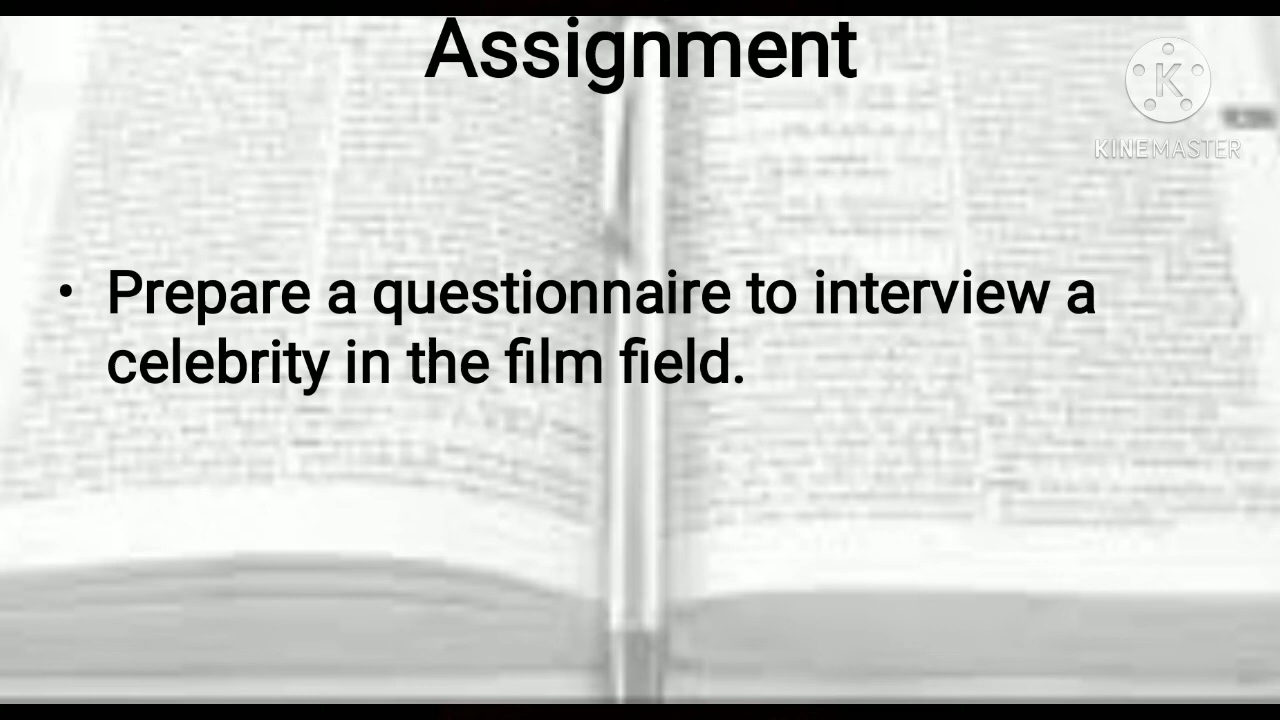 Assignment
K
KINEMASTER
• Prepare a questionnaire to interview a
celebrity in the film field.